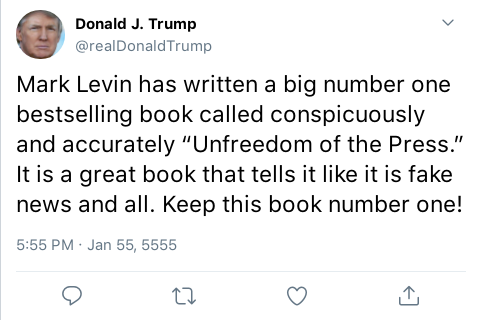 Donald J. Trump
@realDonaldTrump
Mark Levin has written a big number one
bestselling book called conspicuously
and accurately “Unfreedom of the Press.”
It is a great book that tells it like it is fake
news and all. Keep this book number one!
5:55 PM · Jan 55, 5555